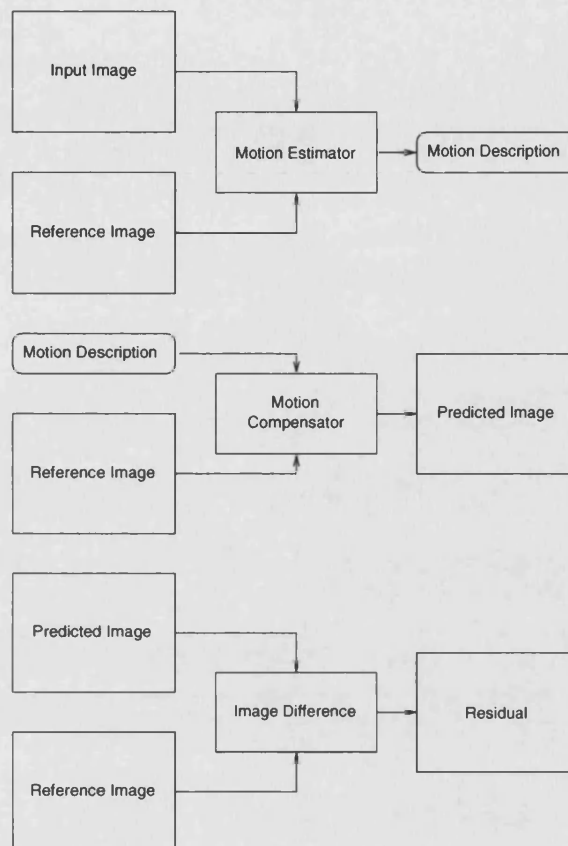 Input Image
Motion Estimator
Motion Description
Reference Image
Motion Description
Motion
Compensator
Predicted Image
Reference Image
Predicted Image
Image Difference
Residual
Reference Image